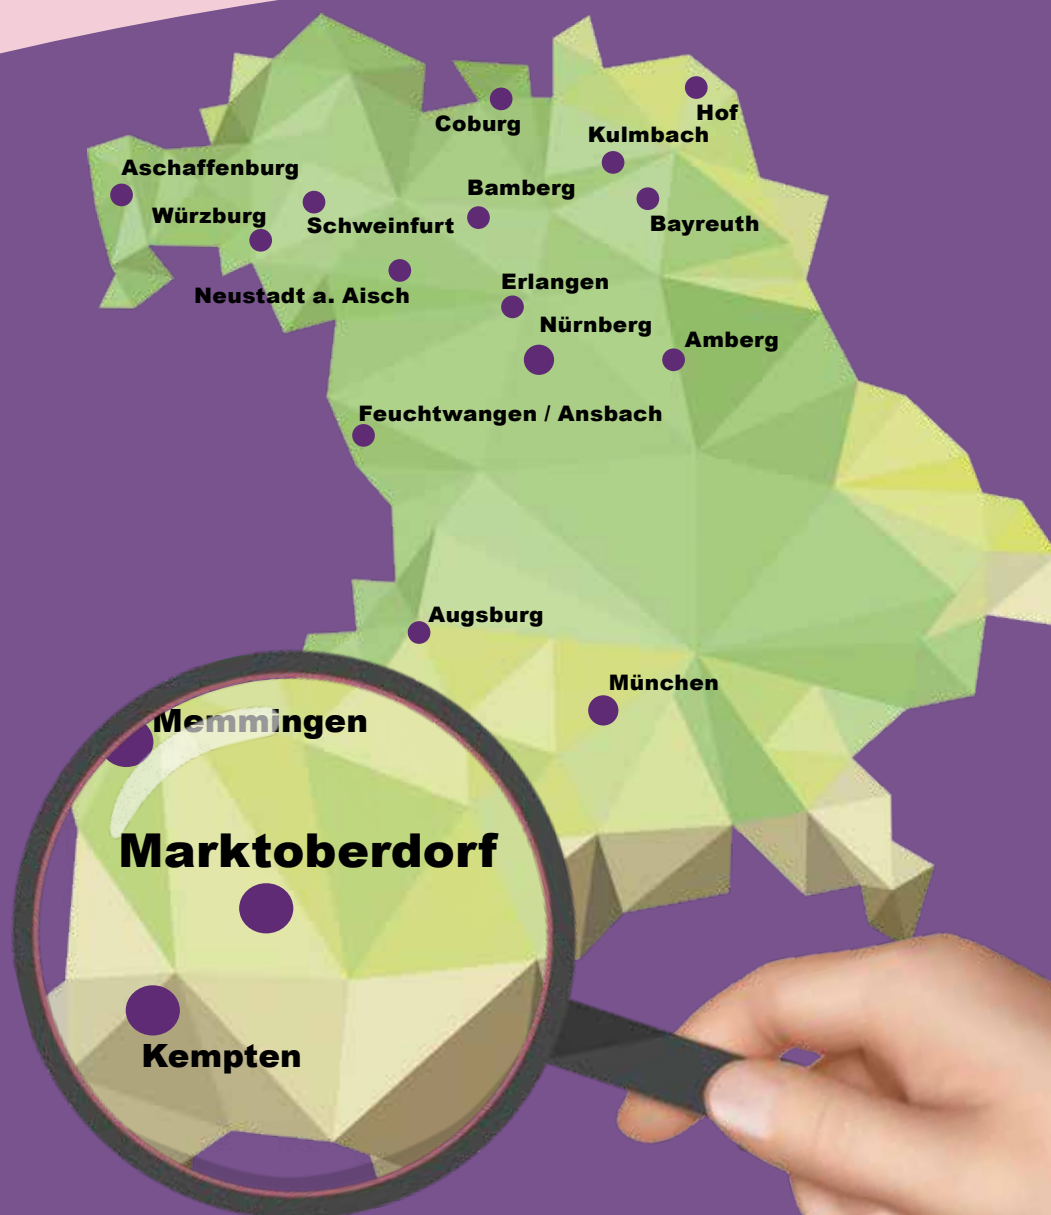 Hof
Coburg
Kulmbach
Aschaffenburg
Bamberg
Würzburg
Schweinfurt
Bayreuth
Erlangen
Neustadt a. Aisch
Nürnberg
Amberg
Feuchtwangen / Ansbach
Augsburg
München
Memmingen
Marktoberdorf
Kempten